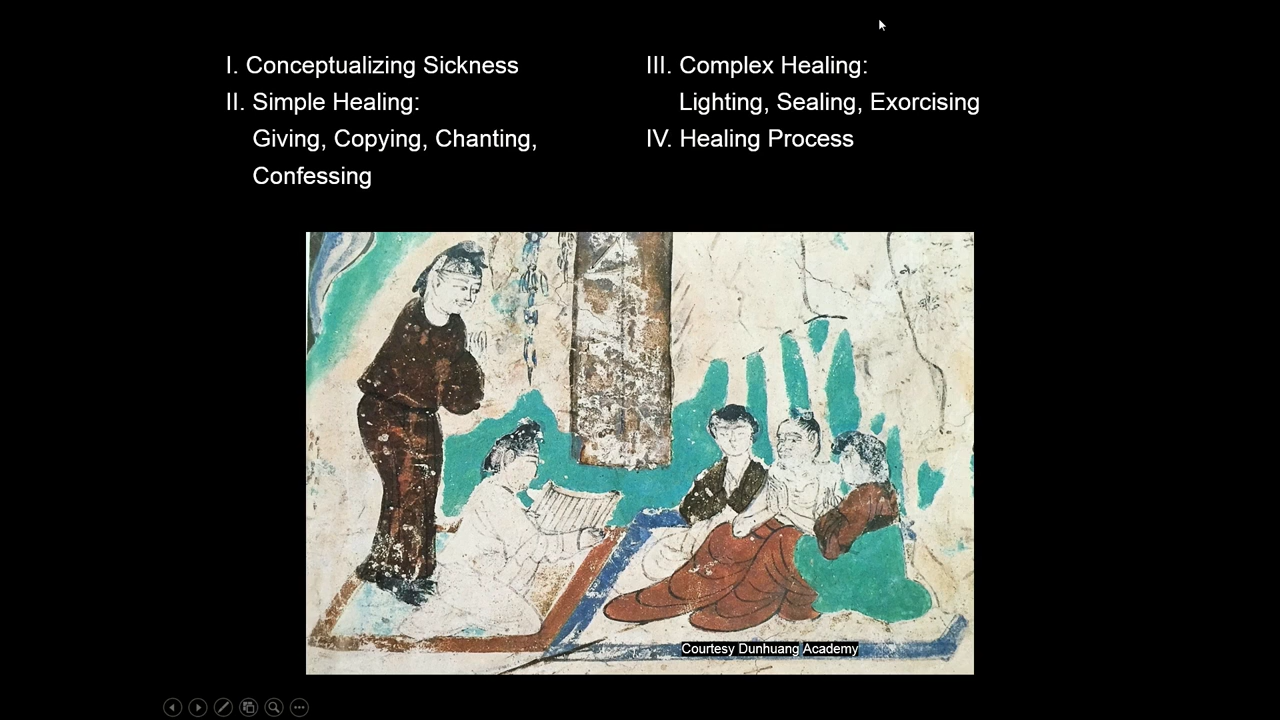 I. Conceptualizing Sickness
II. Simple Healing:
Giving, Copying, Chanting,
Confessing
III. Complex Healing:
Lighting, Sealing, Exorcising
IV. Healing Process
Courtesy Dunhuang Academy